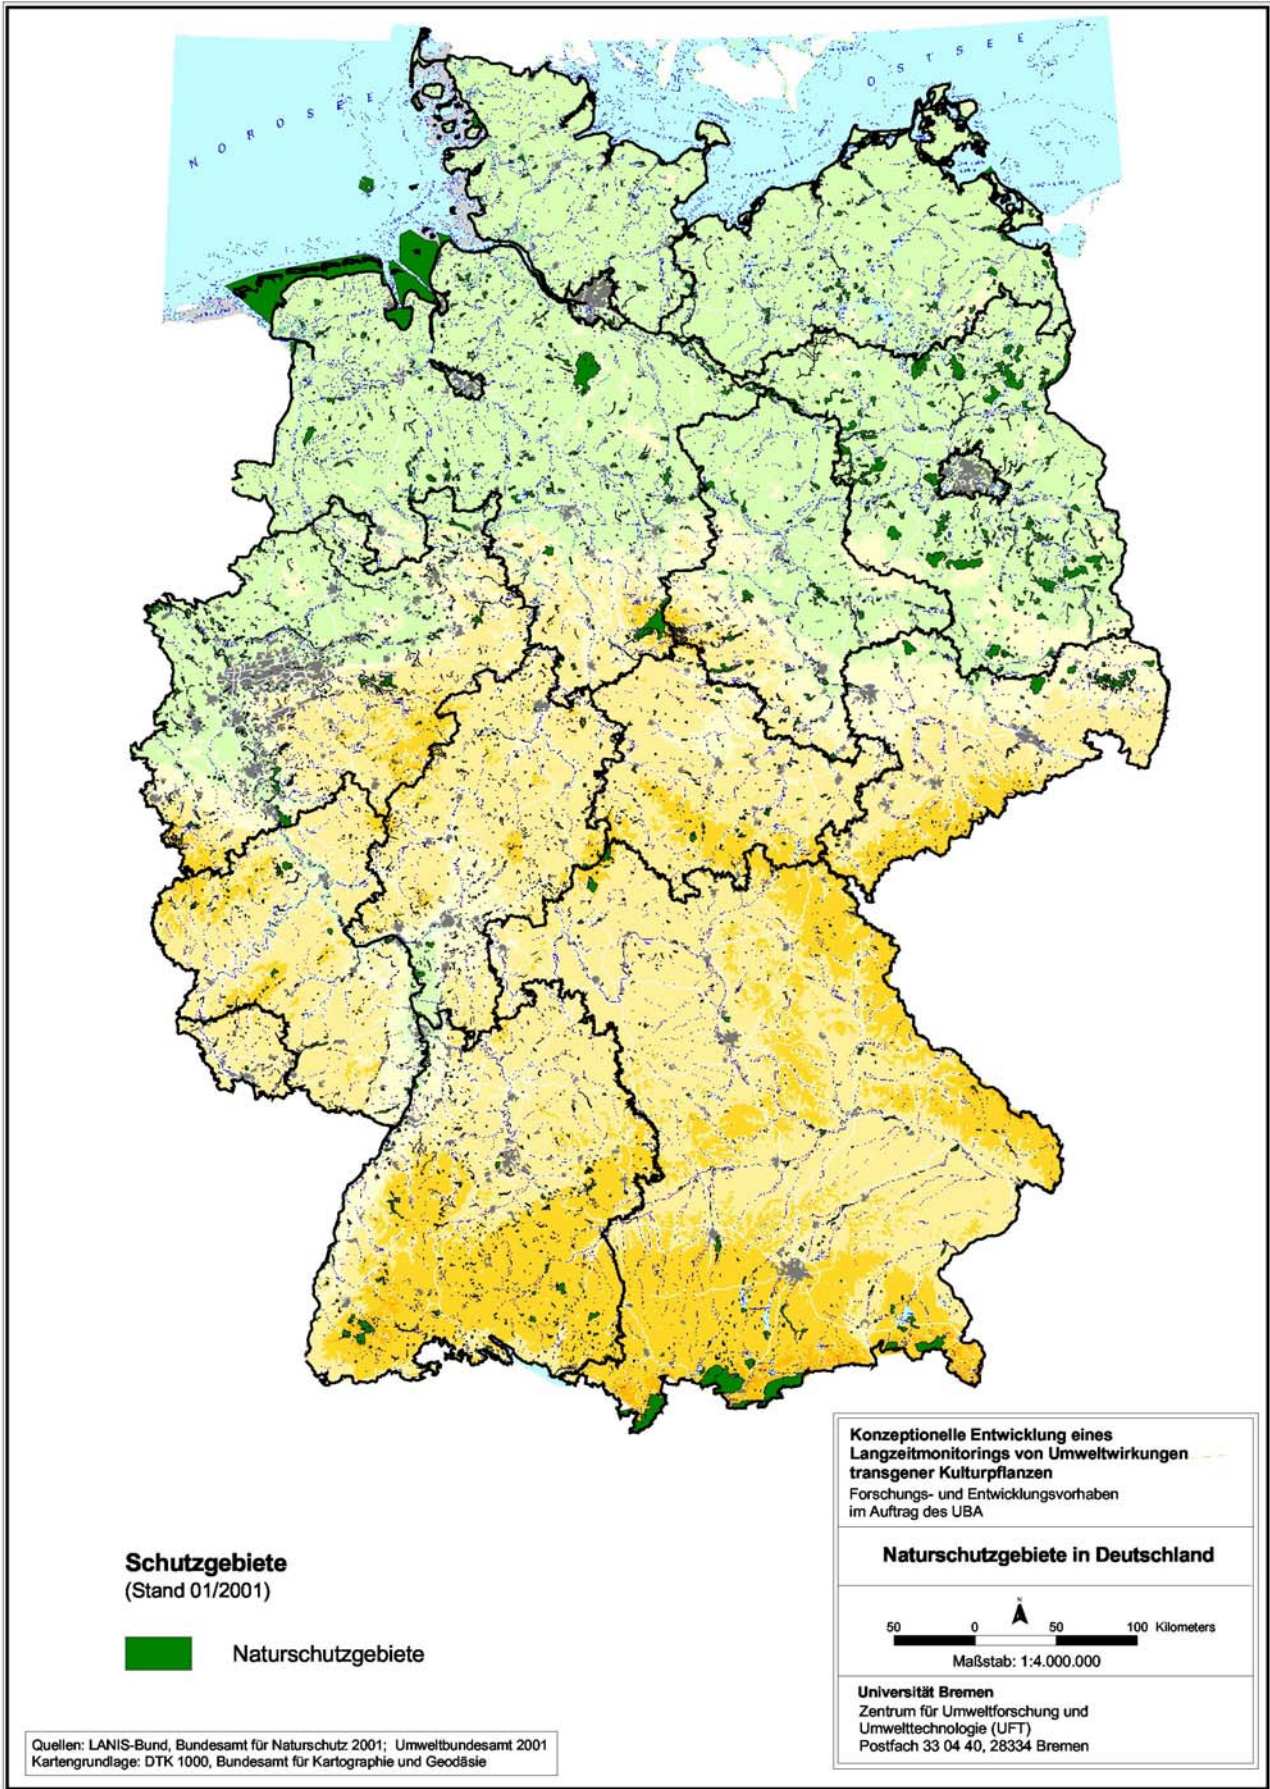 NORDSEE
OSTSEE
Konzeptionelle Entwicklung eines
Langzeitmonitorings von Umweltwirkungen
transgener Kulturpflanzen
Forschungs- und Entwicklungsvorhaben
im Auftrag des UBA
Naturschutzgebiete in Deutschland
N
50 0 50 100 Kilometers
Maßstab: 1:4.000.000
Universität Bremen
Zentrum für Umweltforschung und
Umwelttechnologie (UFT)
Postfach 33 04 40, 28334 Bremen
Schutzgebiete
(Stand 01/2001)
Naturschutzgebiete
Quellen: LANIS-Bund, Bundesamt für Naturschutz 2001; Umweltbundesamt 2001
Kartengrundlage: DTK 1000, Bundesamt für Kartographie und Geodäsie